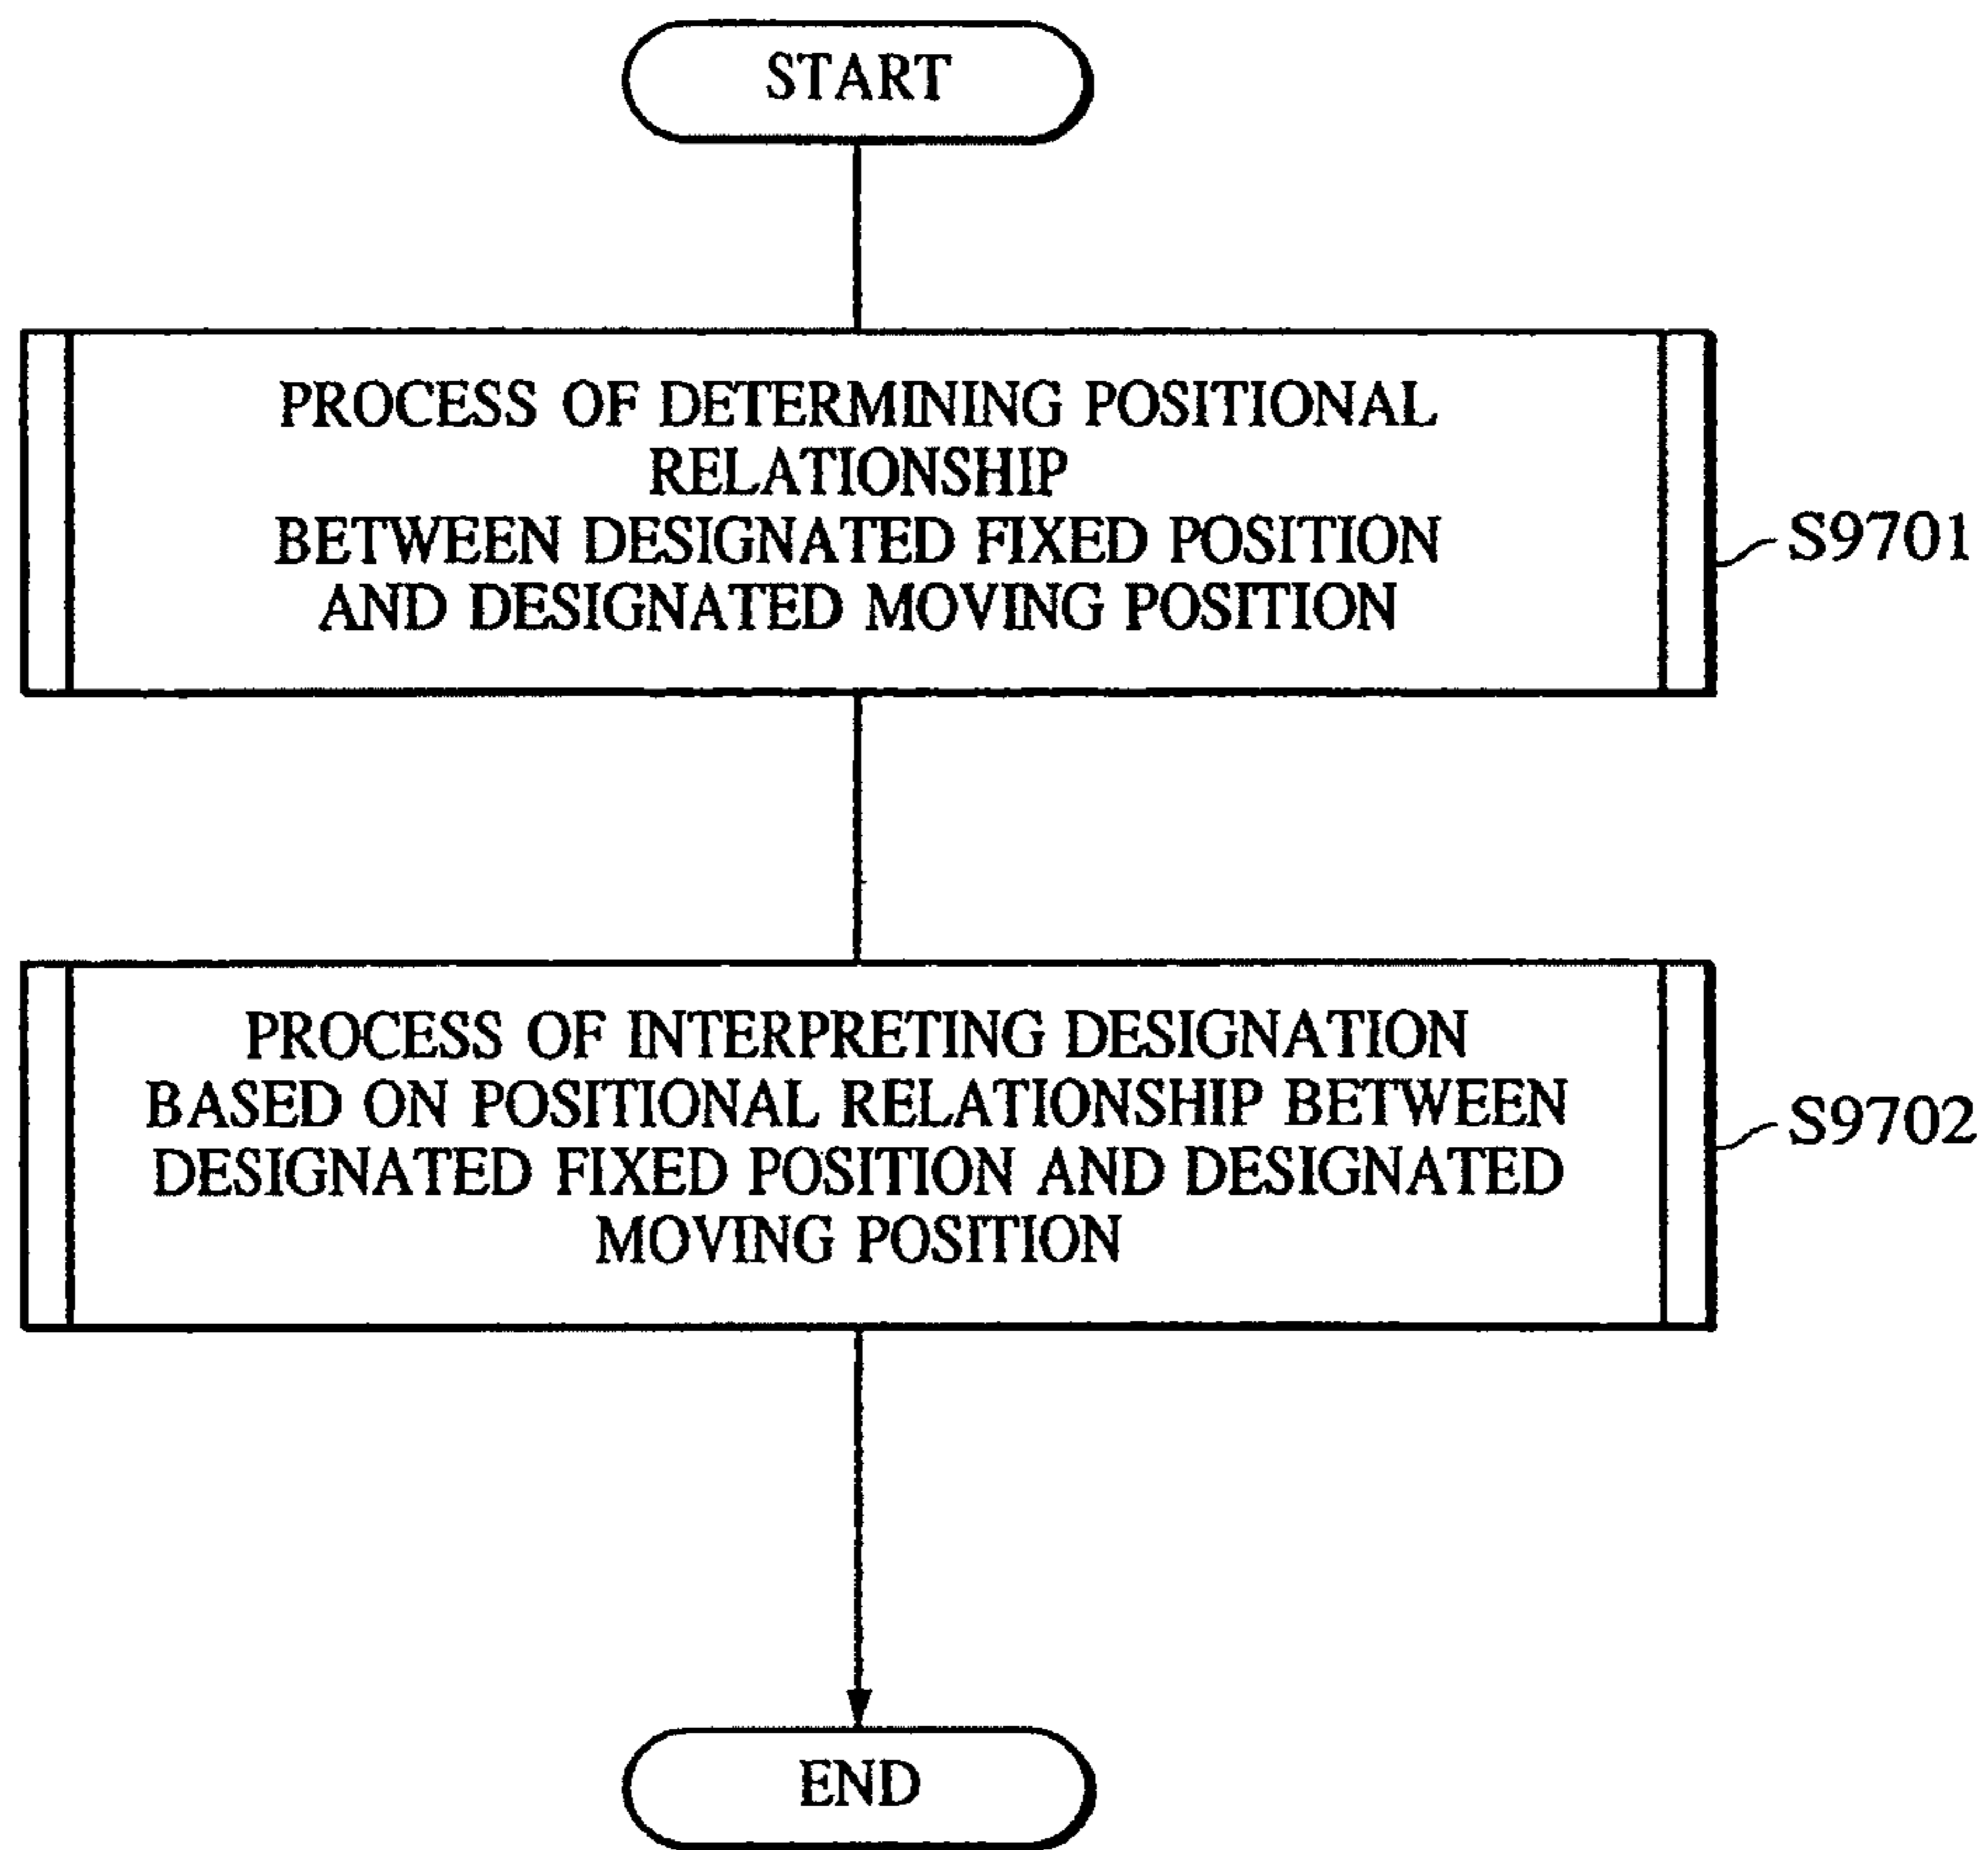 START
PROCESS OF DETERMINING POSITIONAL
RELATIONSHIP
BETWEEN DESIGNATED FIXED POSITION
AND DESIGNATED MOVING POSITION
S9701
PROCESS OF INTERPRETING DESIGNATION
BASED ON POSITIONAL RELATIONSHIP BETWEEN
DESIGNATED FIXED POSITION AND DESIGNATED
MOVING POSITION
S9702
END